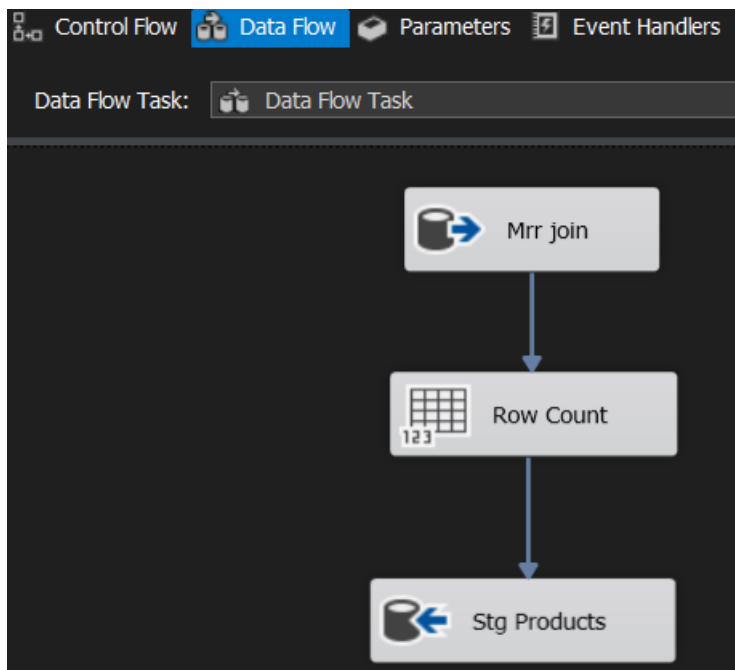 Control Flow Data Flow Parameters Event Handlers
Data Flow Task: Data Flow Task
Mrr join
123 Row Count
Stg Products